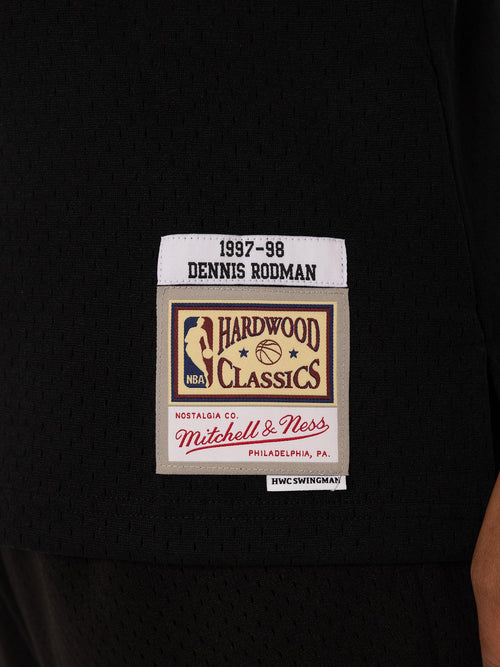 1997-98
DENNIS RODMAN
HARDWOOD
CLASSICS
NBA
NOSTALGIA CO.
Mitchell & Ness
PHILADELPHIA, PA.
HWC SWINGMAN